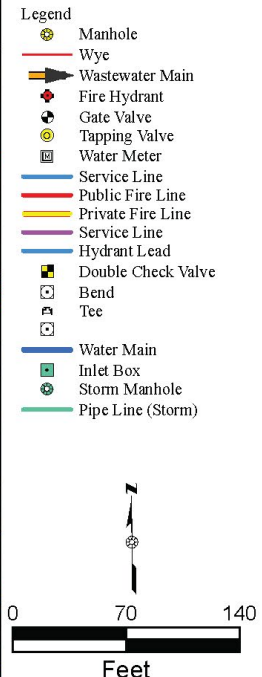 Legend
Manhole
Wye
Wastewater Main
Fire Hydrant
Gate Valve
Tapping Valve
M Water Meter
Service Line
Public Fire Line
Private Fire Line
Service Line
Hydrant Lead
Double Check Valve
Bend
Tee
Water Main
Inlet Box
Storm Manhole
Pipe Line (Storm)
N
0 70 140
Feet